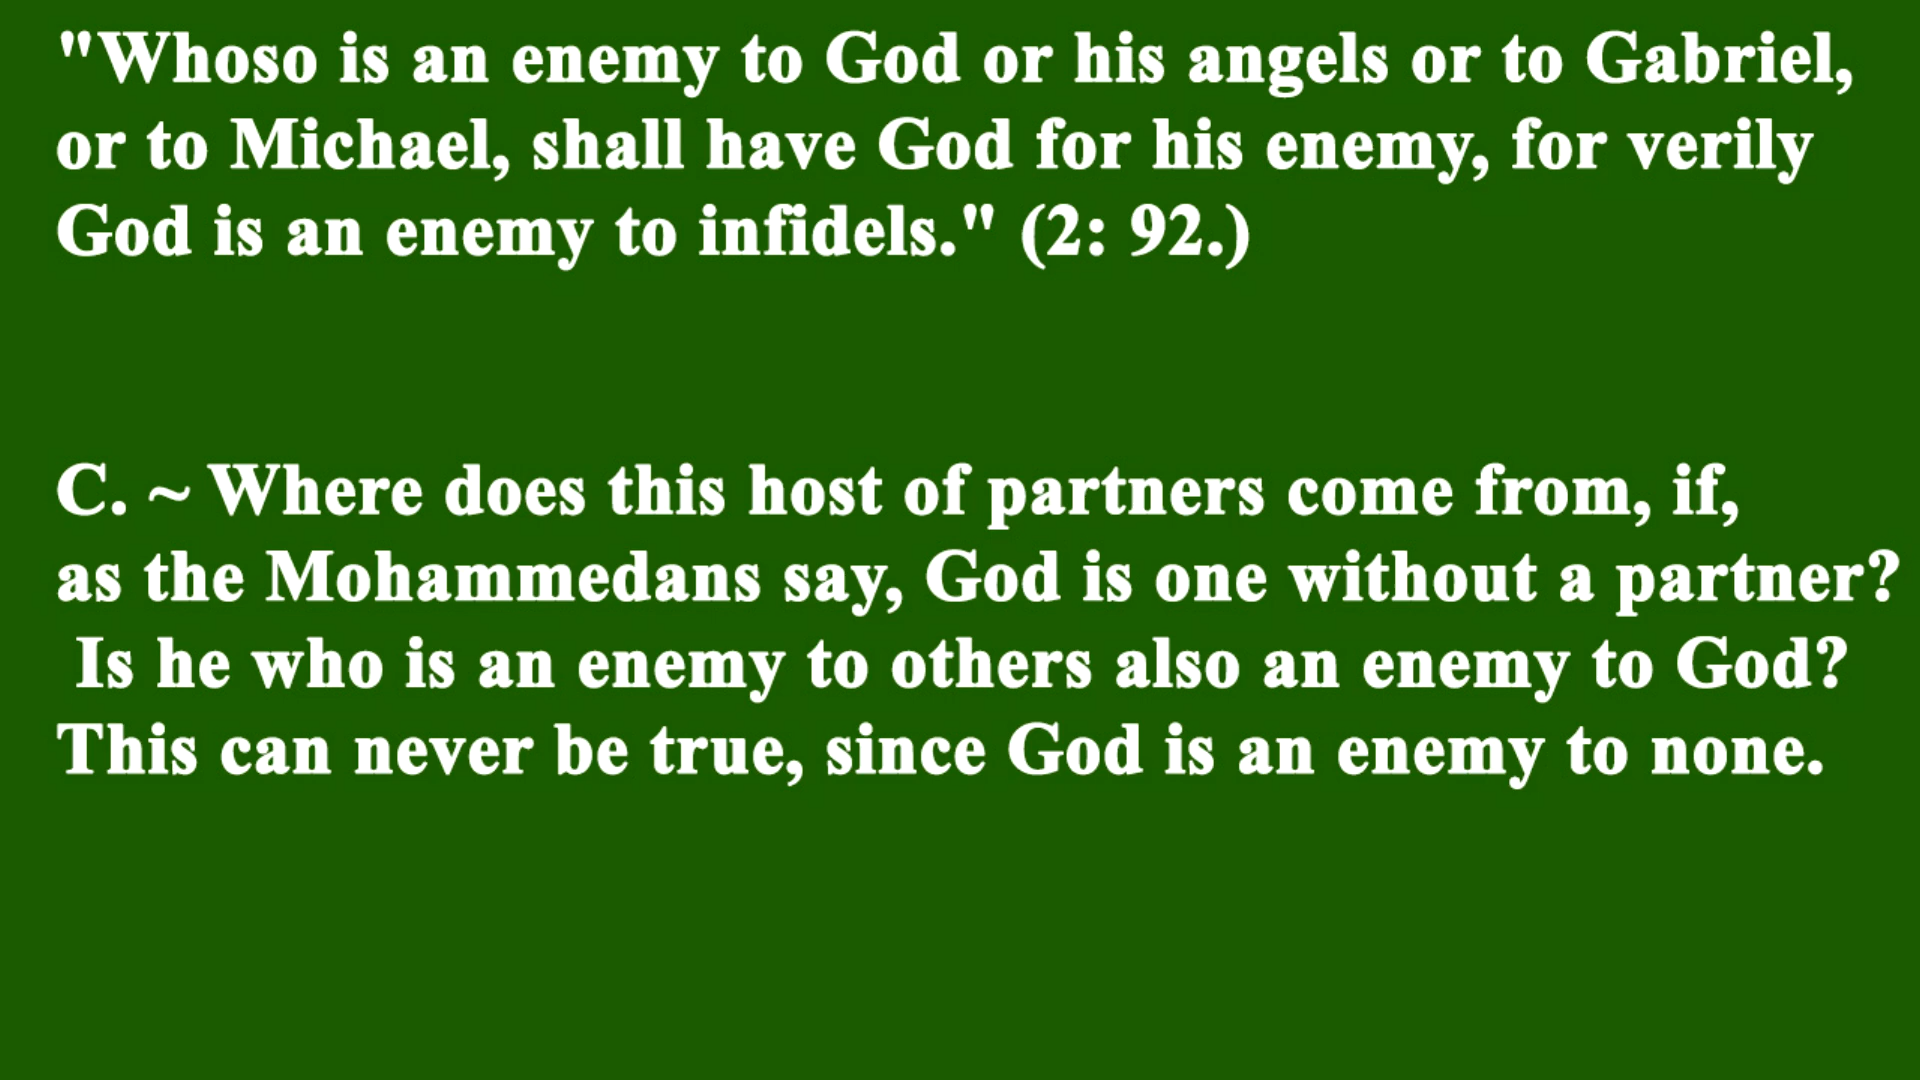 "Whoso is an enemy to God or his angels or to Gabriel,
or to Michael, shall have God for his enemy, for verily
God is an enemy to infidels." (2: 92.)
C. ~ Where does this host of partners come from, if,
as the Mohammedans say, God is one without a partner?
Is he who is an enemy to others also an enemy to God?
This can never be true, since God is an enemy to none.